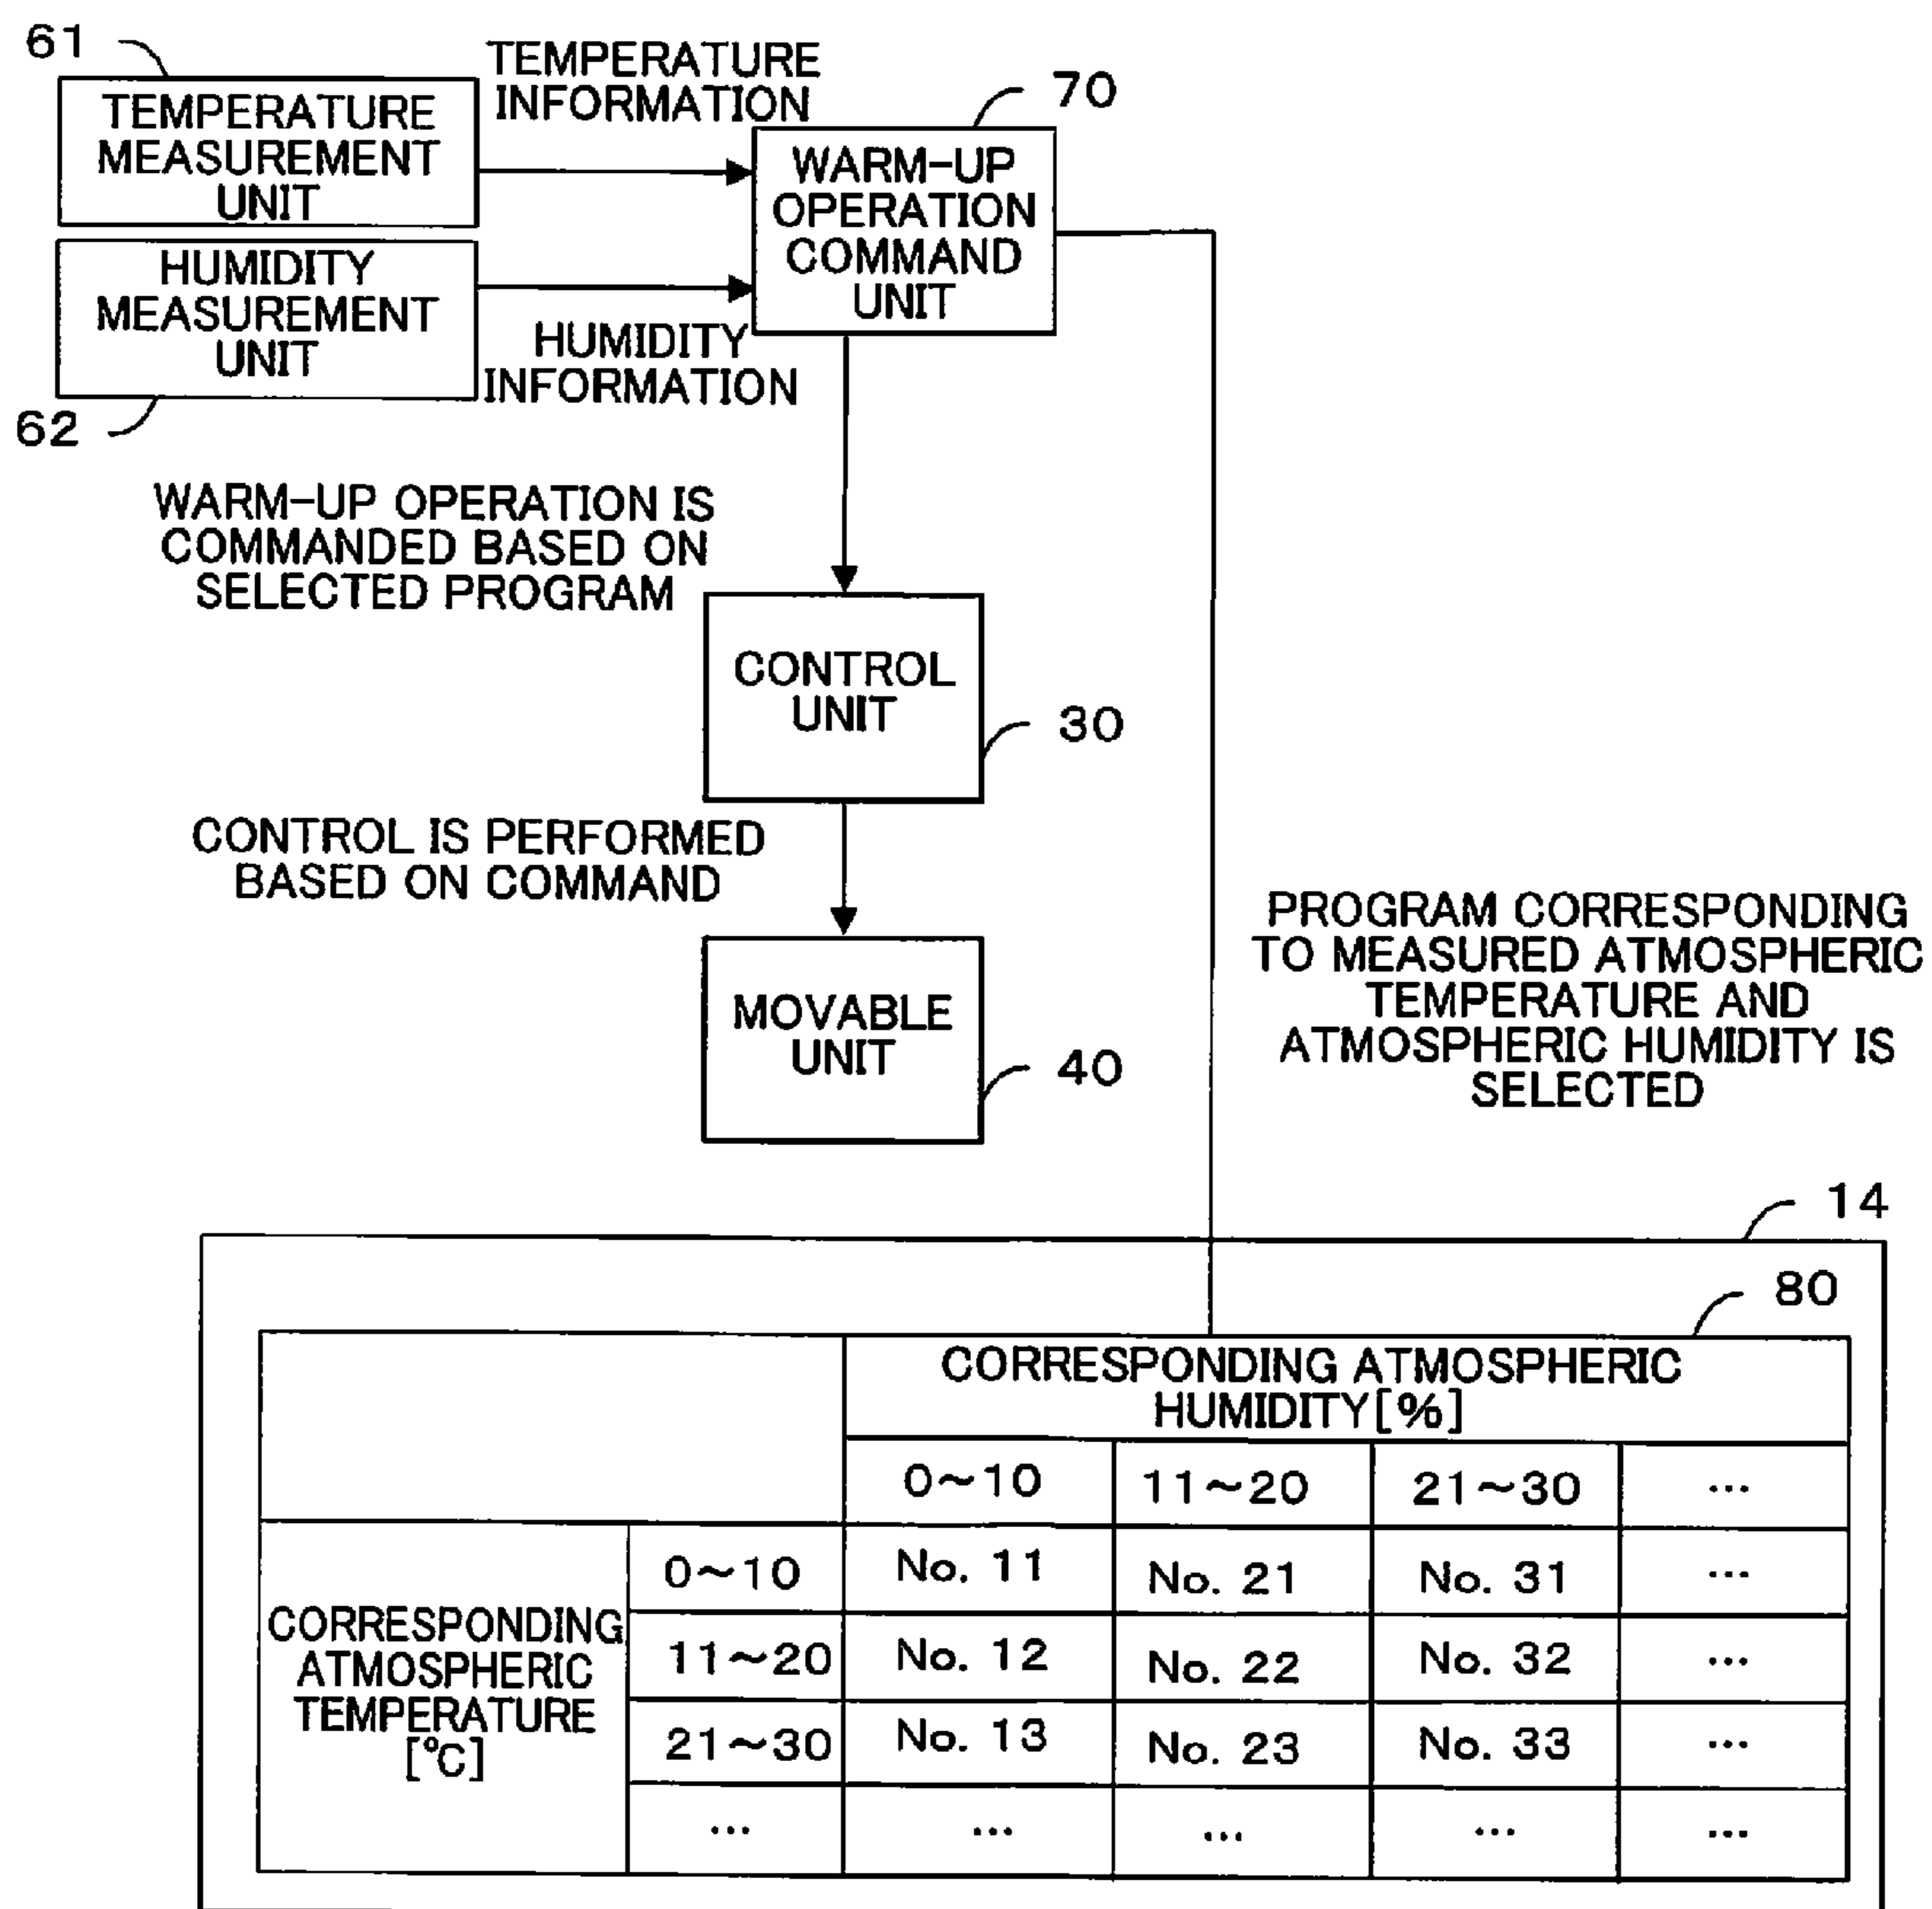 61
TEMPERATURE
MEASUREMENT
UNIT
TEMPERATURE
INFORMATION
70
WARM-UP
OPERATION
COMMAND
UNIT
HUMIDITY
MEASUREMENT
UNIT
62
HUMIDITY
INFORMATION
WARM-UP OPERATION IS
COMMANDED BASED ON
SELECTED PROGRAM
CONTROL
UNIT
30
CONTROL IS PERFORMED
BASED ON COMMAND
MOVABLE
UNIT
40
PROGRAM CORRESPONDING
TO MEASURED ATMOSPHERIC
TEMPERATURE AND
ATMOSPHERIC HUMIDITY IS
SELECTED
14
80
CORRESPONDING ATMOSPHERIC
HUMIDITY[%]
0~10 11~20 21~30 ...
CORRESPONDING
ATMOSPHERIC
TEMPERATURE
[℃]
0~10 No. 11 No. 21 No. 31 ...
11~20 No. 12 No. 22 No. 32 ...
21~30 No. 13 No. 23 No. 33 ...
... ... ... ... ...